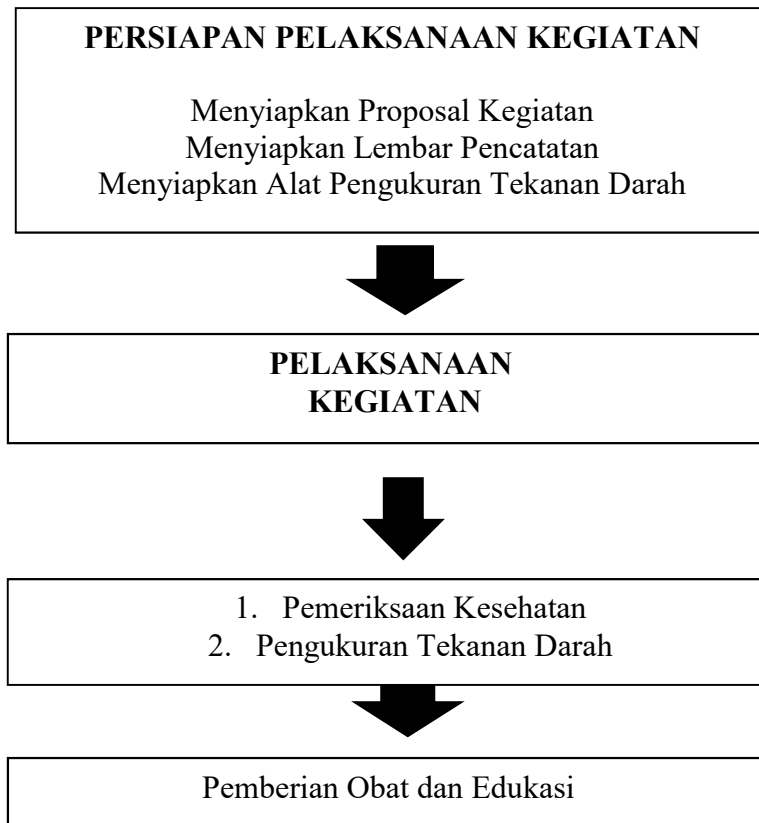 PERSIAPAN PELAKSANAAN KEGIATAN
Menyiapkan Proposal Kegiatan
Menyiapkan Lembar Pencatatan
Menyiapkan Alat Pengukuran Tekanan Darah
PELAKSANAAN
KEGIATAN
1. Pemeriksaan Kesehatan
2. Pengukuran Tekanan Darah
Pemberian Obat dan Edukasi